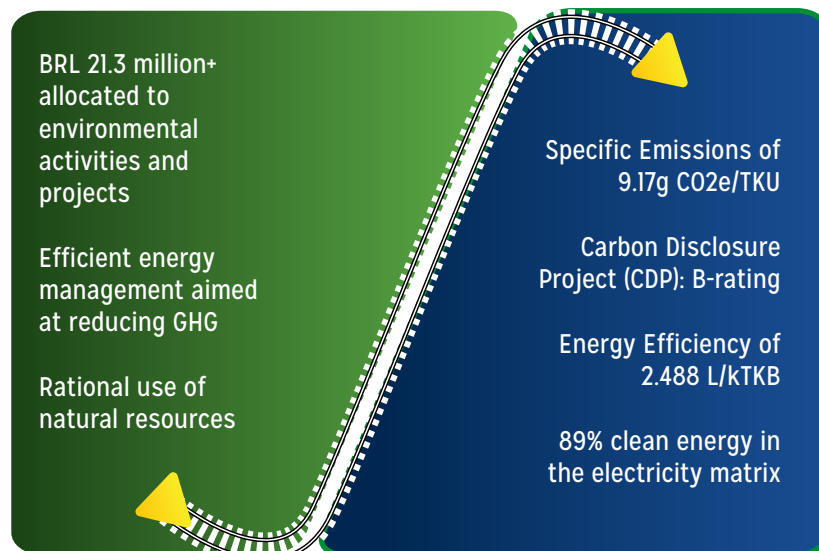 BRL 21.3 million+
allocated to
environmental
activities and
projects
Efficient energy
management aimed
at reducing GHG
Rational use of
natural resources
Specific Emissions of
9.17g CO2e/TKU
Carbon Disclosure
Project (CDP): B-rating
Energy Efficiency of
2.488 L/kTKB
89% clean energy in
the electricity matrix